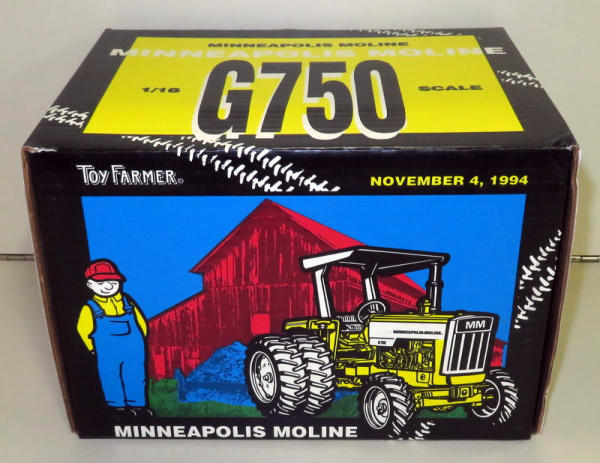 MINNEAPOLIS MOLINE
MINNEAPOLIS MOLINE
1/16 G750 SCALE
TOY FARMER®
NOVEMBER 4, 1994
MINNEAPOLIS-MOLINE
MM
MINNEAPOLIS MOLINE